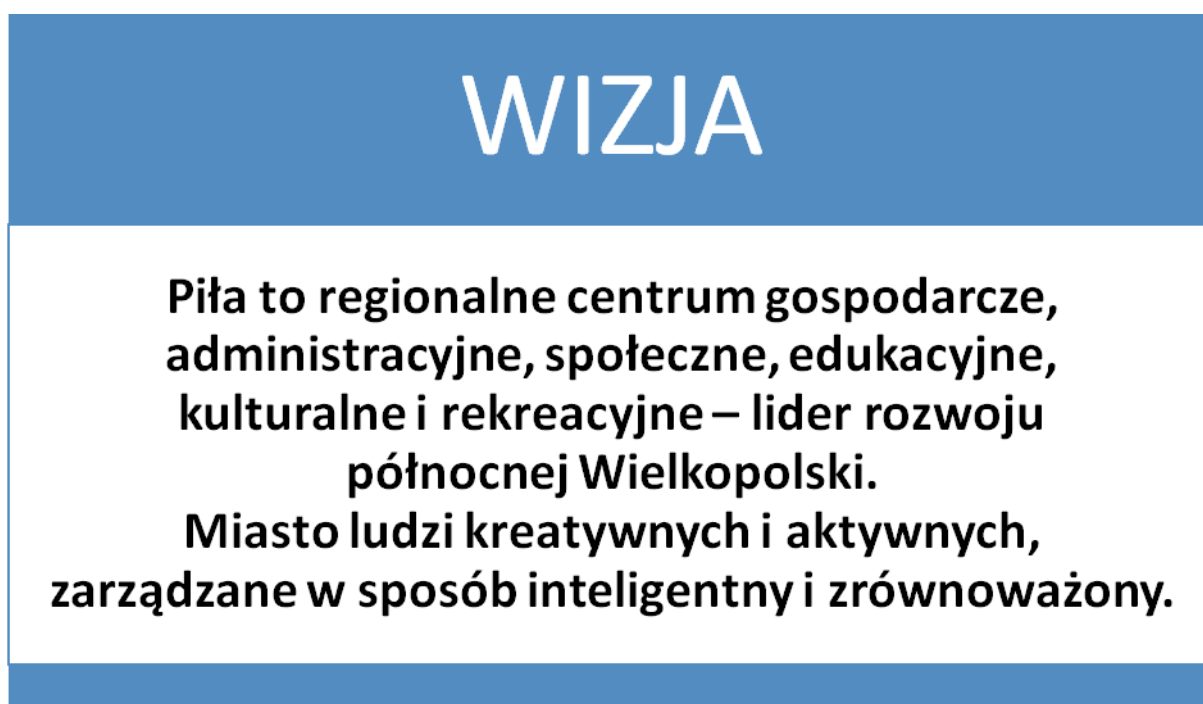 WIZJA
Piła to regionalne centrum gospodarcze,
administracyjne, społeczne, edukacyjne,
kulturalne i rekreacyjne – lider rozwoju
północnej Wielkopolski.
Miasto ludzi kreatywnych i aktywnych,
zarządzane w sposób inteligentny i zrównoważony.